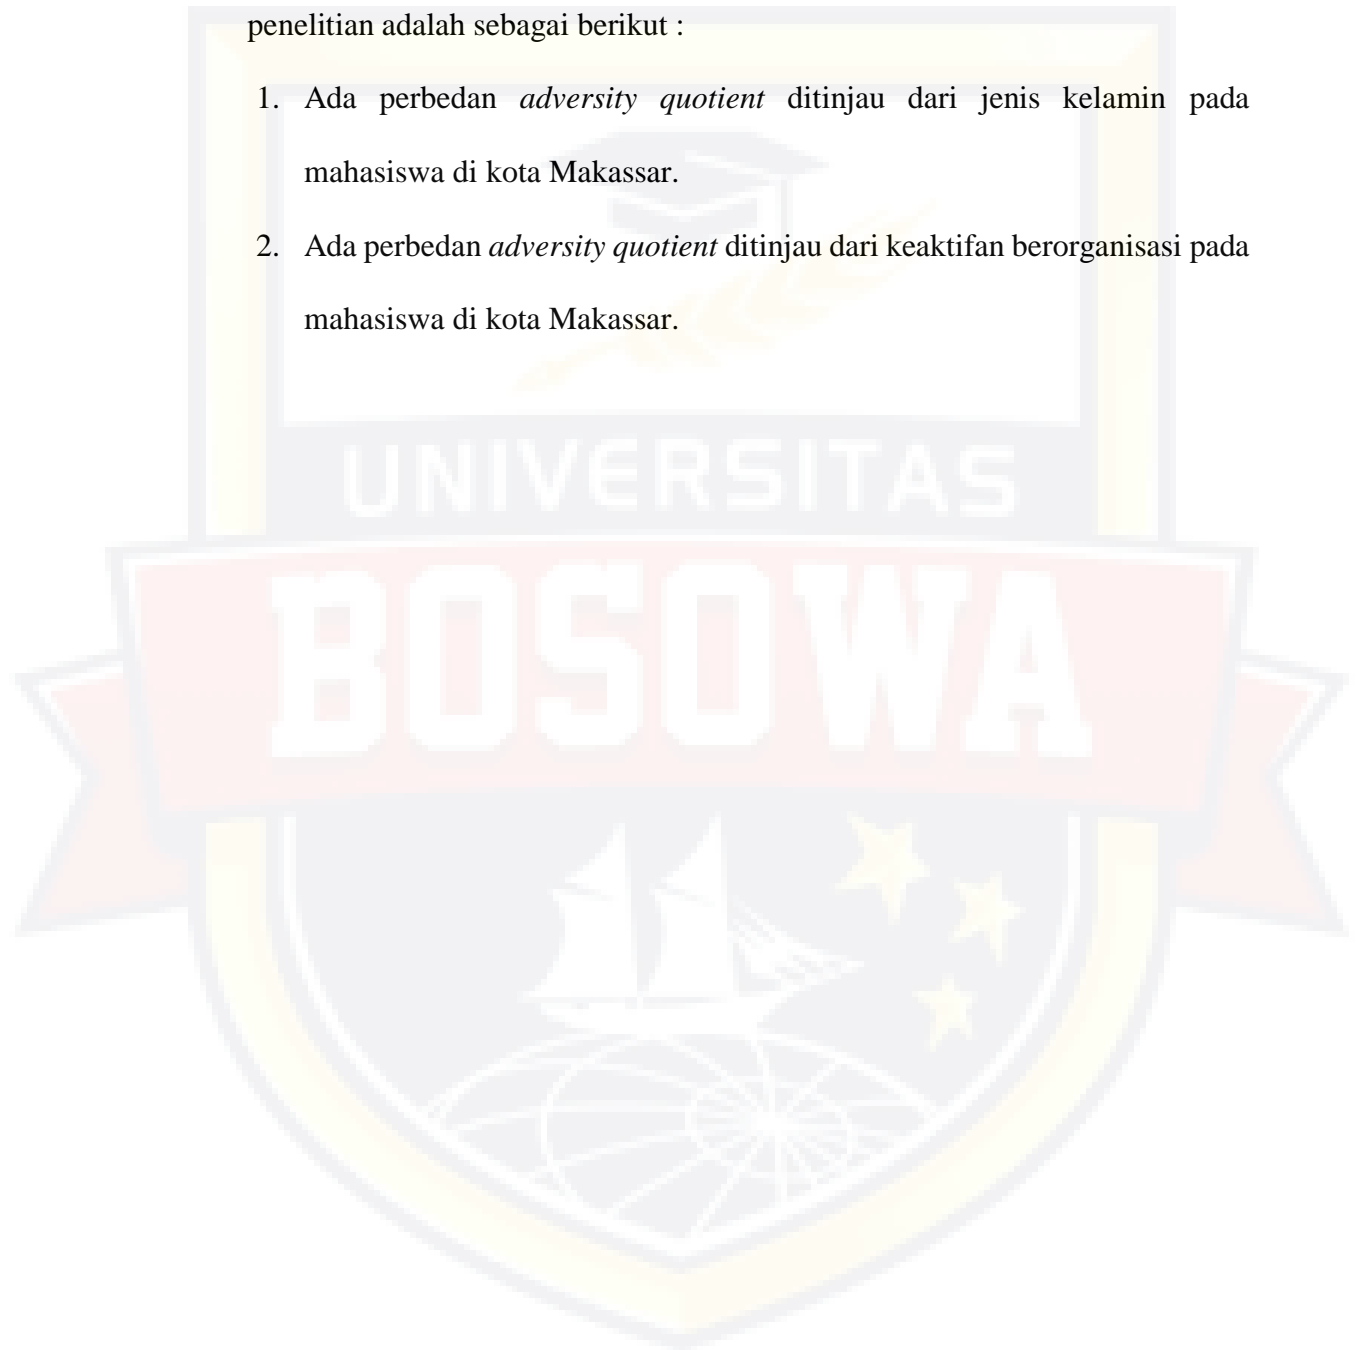 penelitian adalah sebagai berikut :
1. Ada perbedan adversity quotient ditinjau dari jenis kelamin pada
mahasiswa di kota Makassar.
2. Ada perbedan adversity quotient ditinjau dari keaktifan berorganisasi pada
mahasiswa di kota Makassar.
UNIVERSITAS
BOSOWA